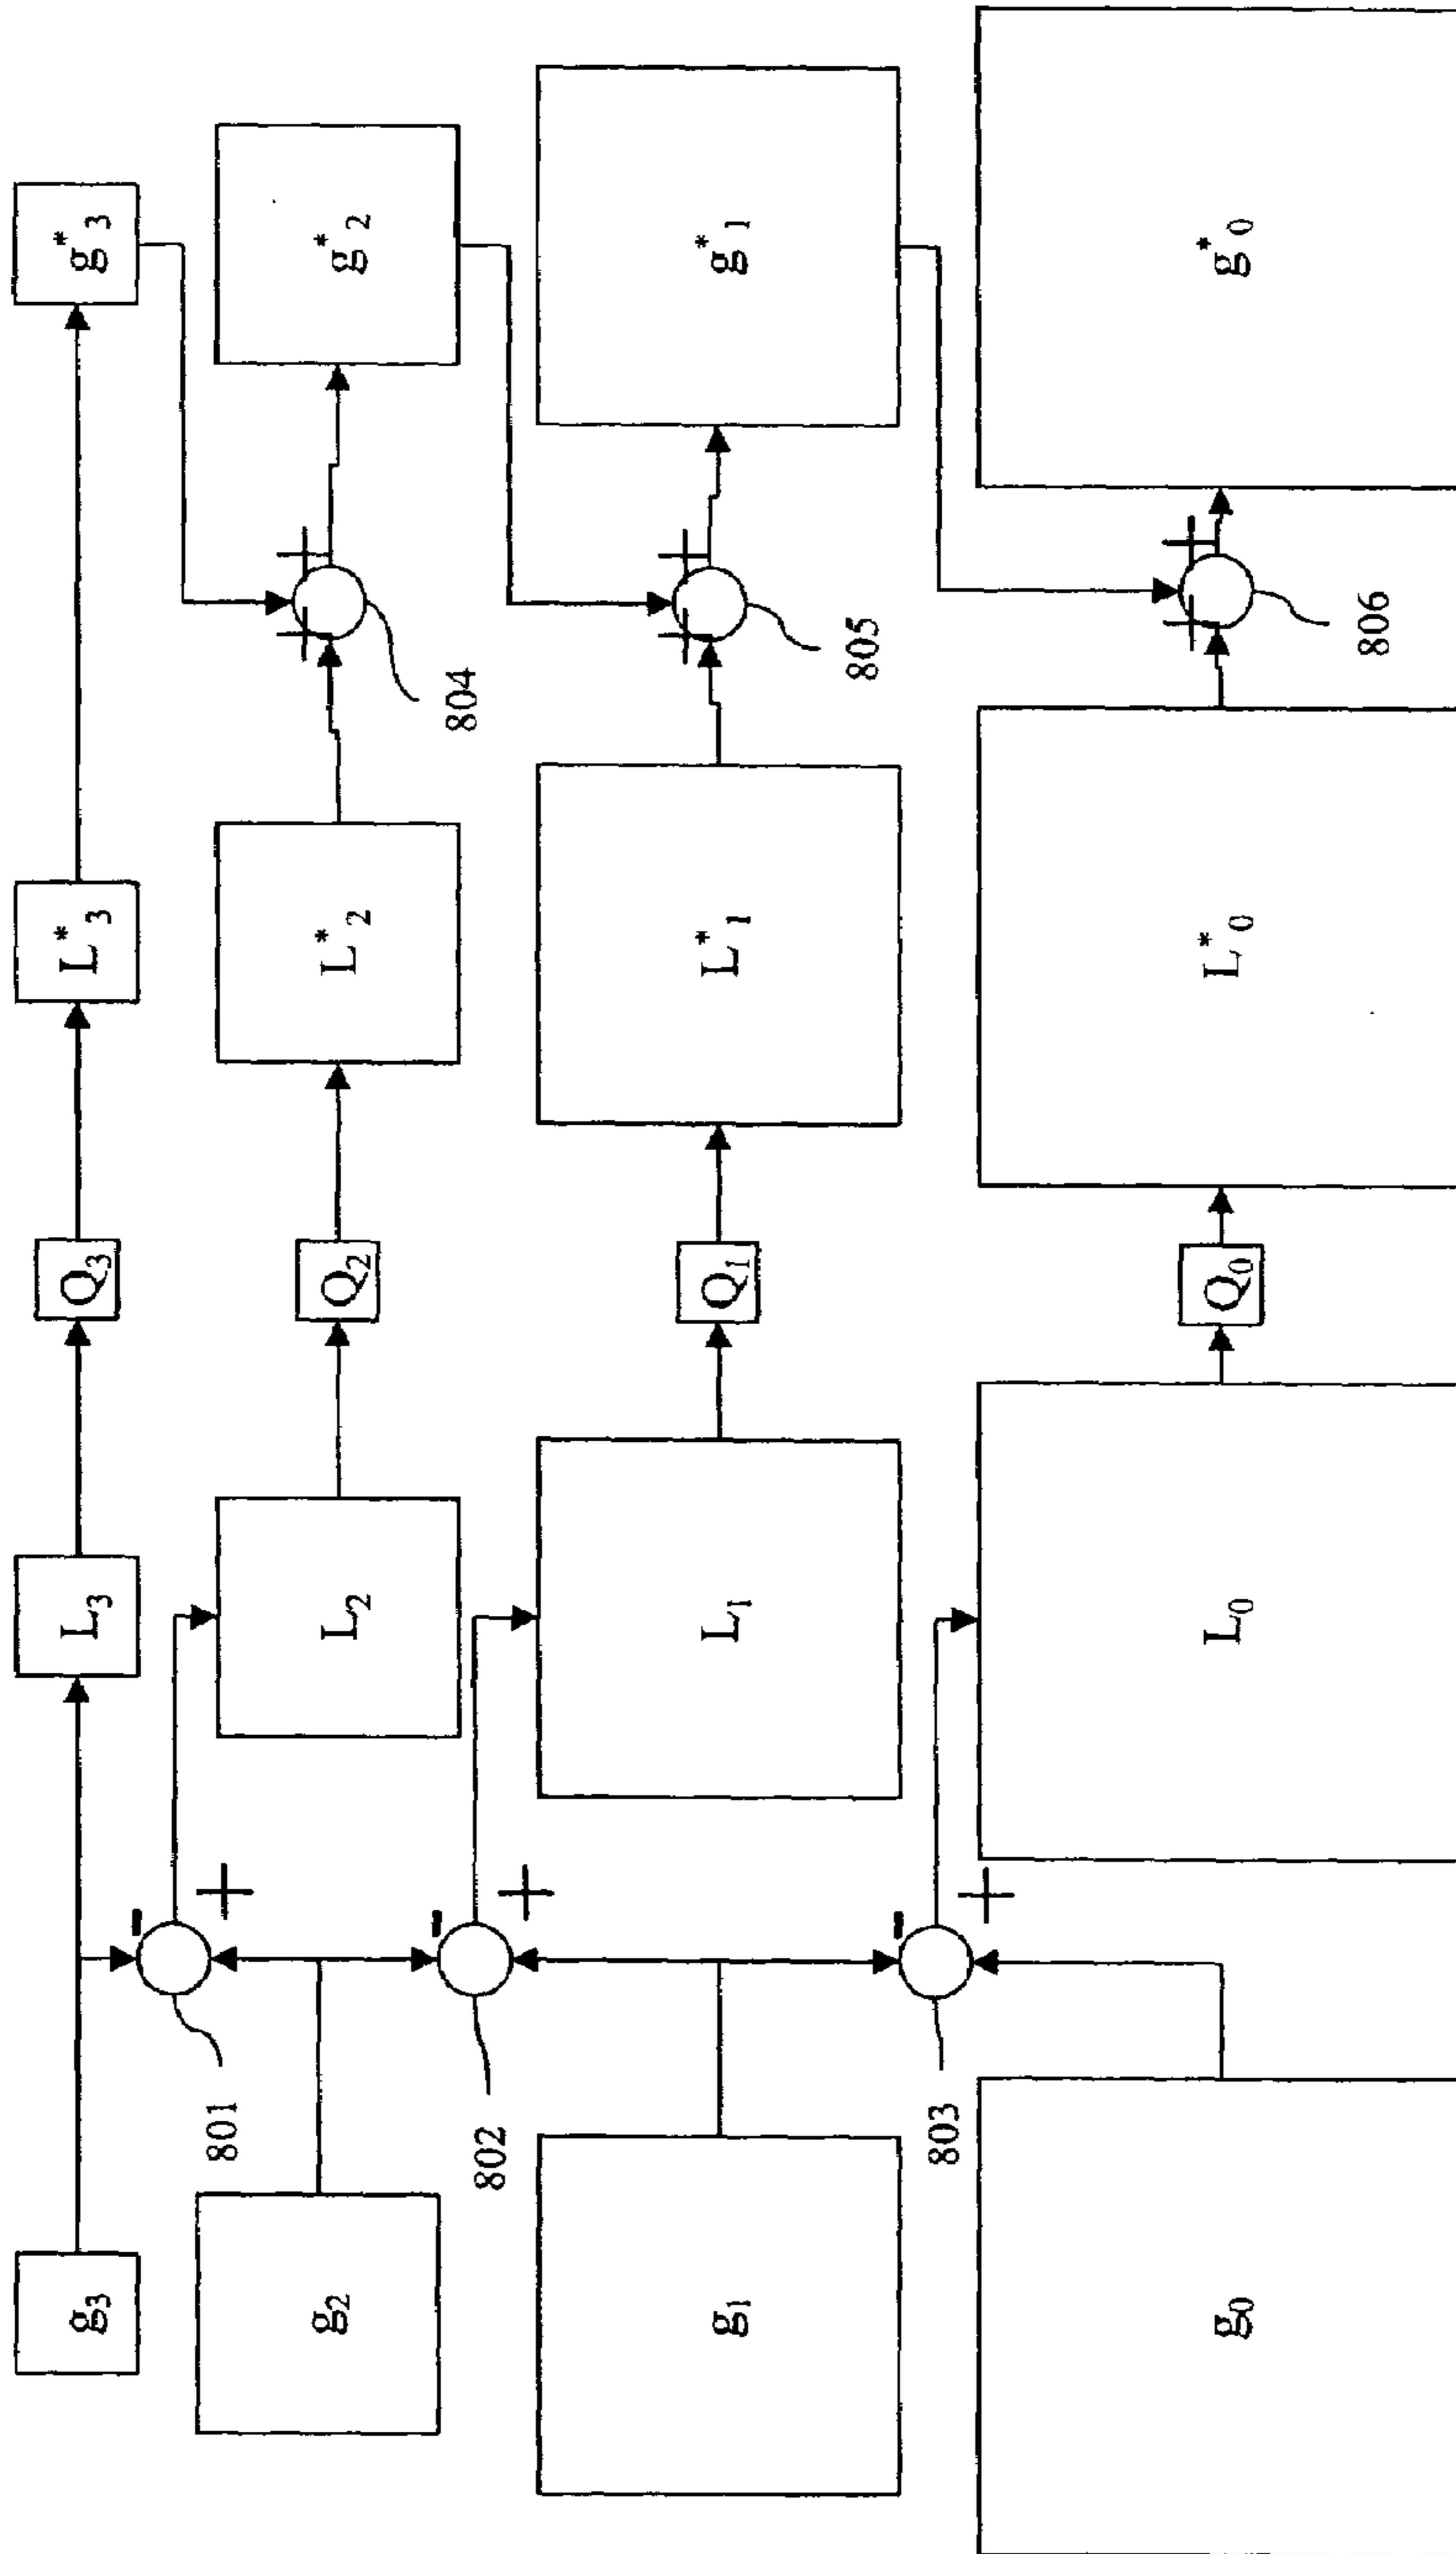 g₃ L₃ Q₃ L*₃ g*₃
801 - + 804 + +
g₂ L₂ Q₂ L*₂ g*₂
802 - + 805 + +
g₁ L₁ Q₁ L*₁ g*₁
803 - + 806 + +
g₀ L₀ Q₀ L*₀ g*₀